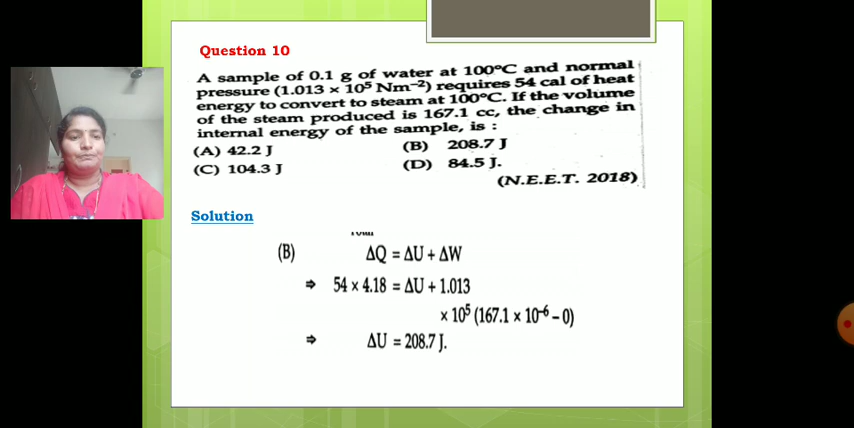 Question 10
A sample of 0.1 g of water at 100°C and normal
pressure (1.013 × 10⁵ Nm⁻²) requires 54 cal of heat
energy to convert to steam at 100°C. If the volume
of the steam produced is 167.1 cc, the change in
internal energy of the sample, is :
(A) 42.2 J (B) 208.7 J
(C) 104.3 J (D) 84.5 J.
(N.E.E.T. 2018)
Solution
(B) ΔQ = ΔU + ΔW
⇒ 54 × 4.18 = ΔU + 1.013
× 10⁵ (167.1 × 10⁻⁶ – 0)
⇒ ΔU = 208.7 J.